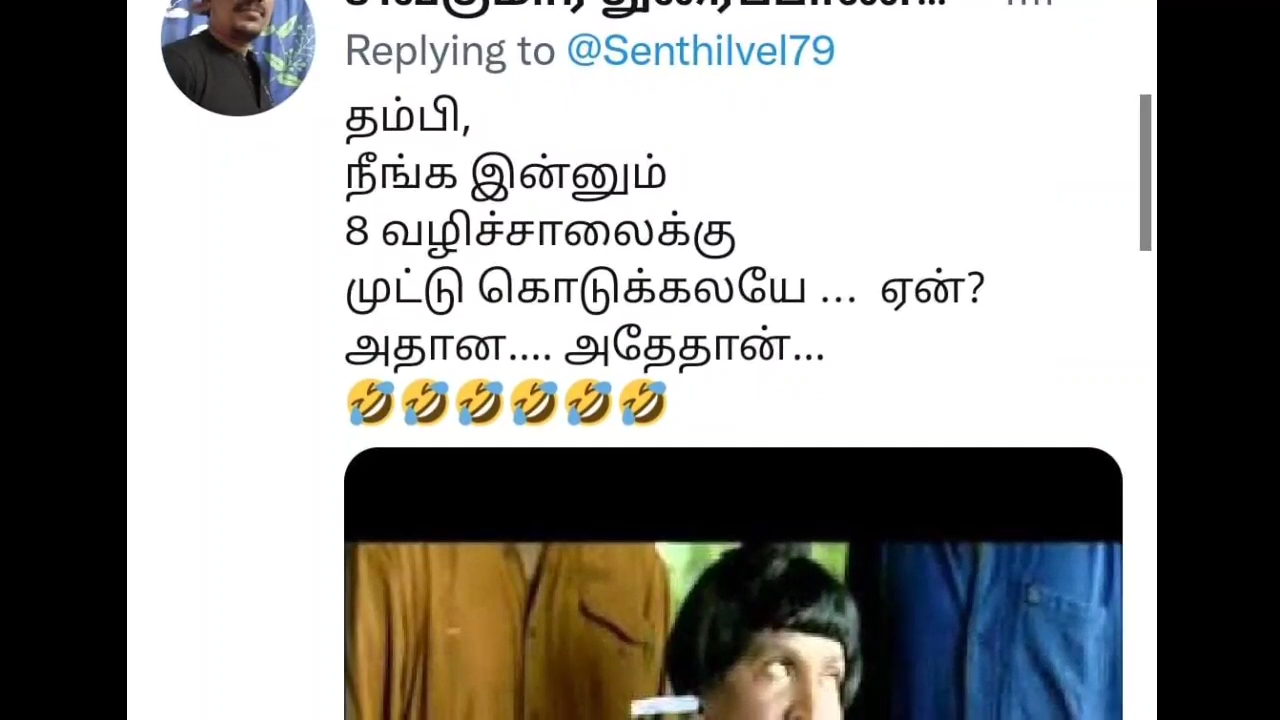 Replying to @Senthilvel79
தம்பி,
நீங்க இன்னும்
8 வழிச்சாலைக்கு
முட்டு கொடுக்கலயே ... ஏன்?
அதான.... அதேதான்...
🤣🤣🤣🤣🤣🤣